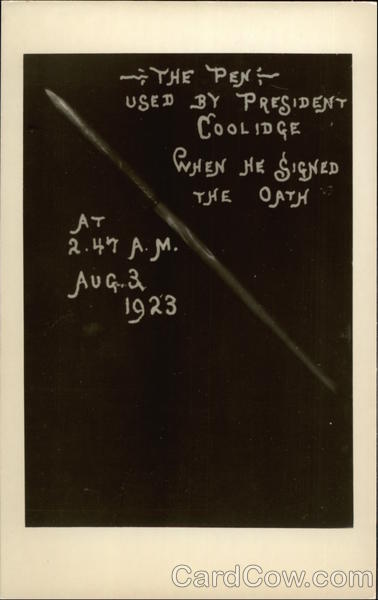 THE PEN
USED BY PRESIDENT
COOLIDGE
WHEN HE SIGNED
THE OATH
AT
2.47 A.M.
AUG. 3
1923
CardCow.com